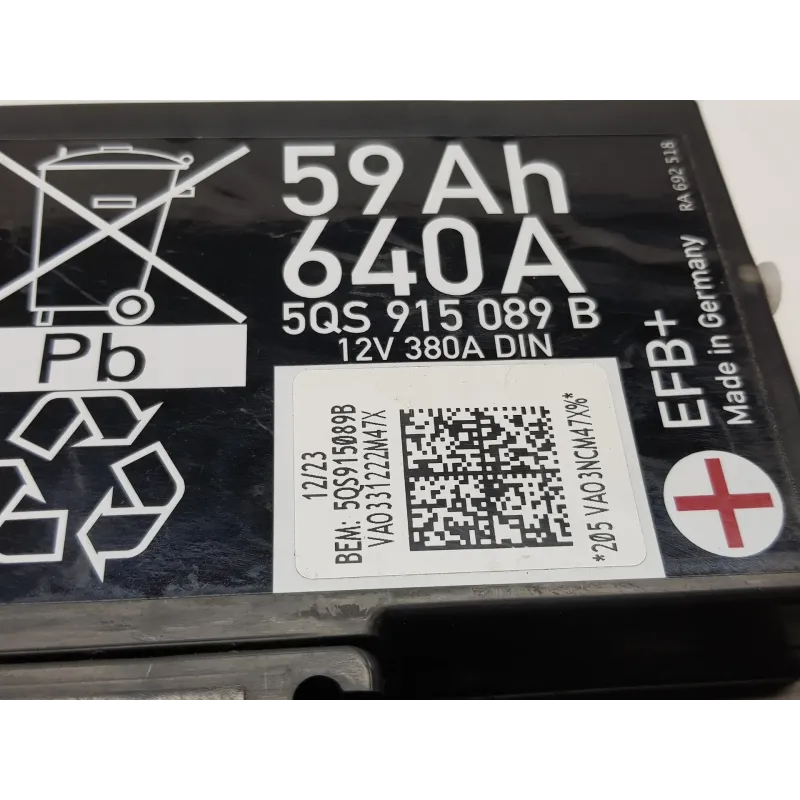 59Ah
640A
5QS 915 089 B
12V 380A DIN
Pb
12/23
BEM: 5QS915089B
VAO331222M47X
*205 VAO3NCM47X%*
EFB+
Made in Germany
RA 692 518